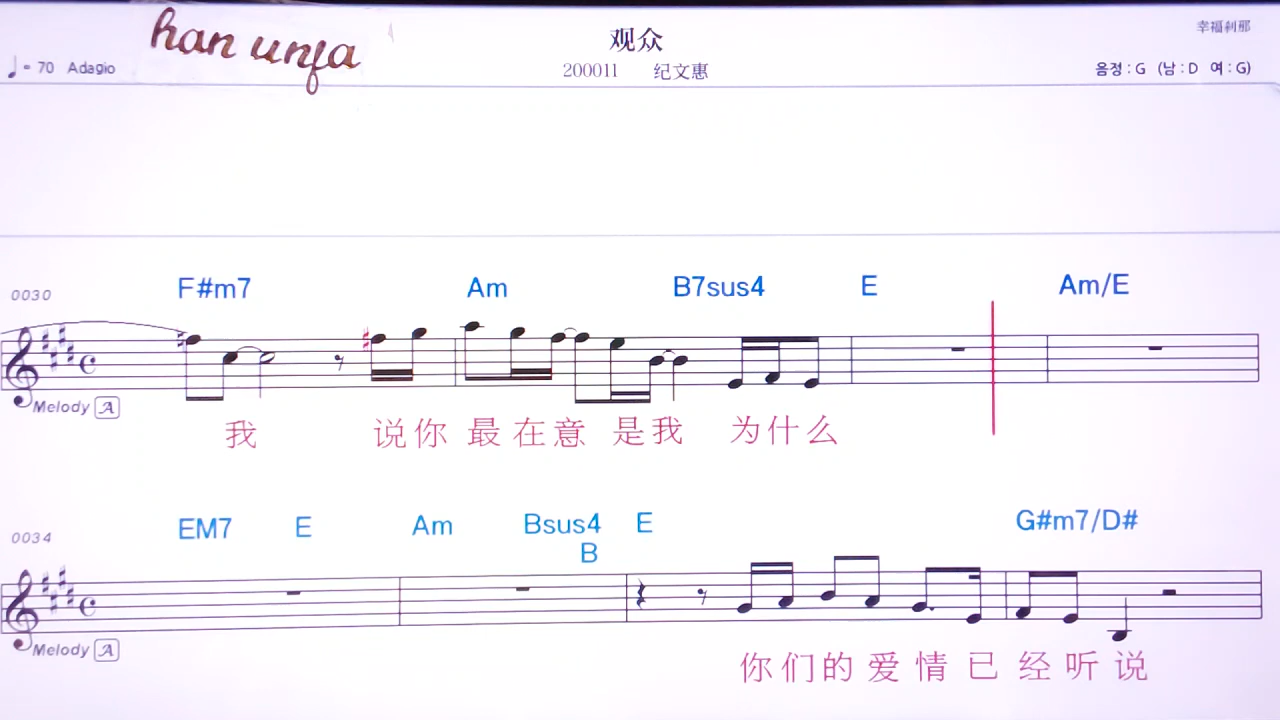 han unfa
观众
幸福刹那
♩= 70 Adagio
200011 纪文惠
음정 : G (남 : D 여 : G)
0030 F#m7 Am B7sus4 E Am/E
Melody A
我 说你 最在意 是我 为什么
0034 EM7 E Am Bsus4 E G#m7/D#
B
Melody A
你们的爱情已经听说